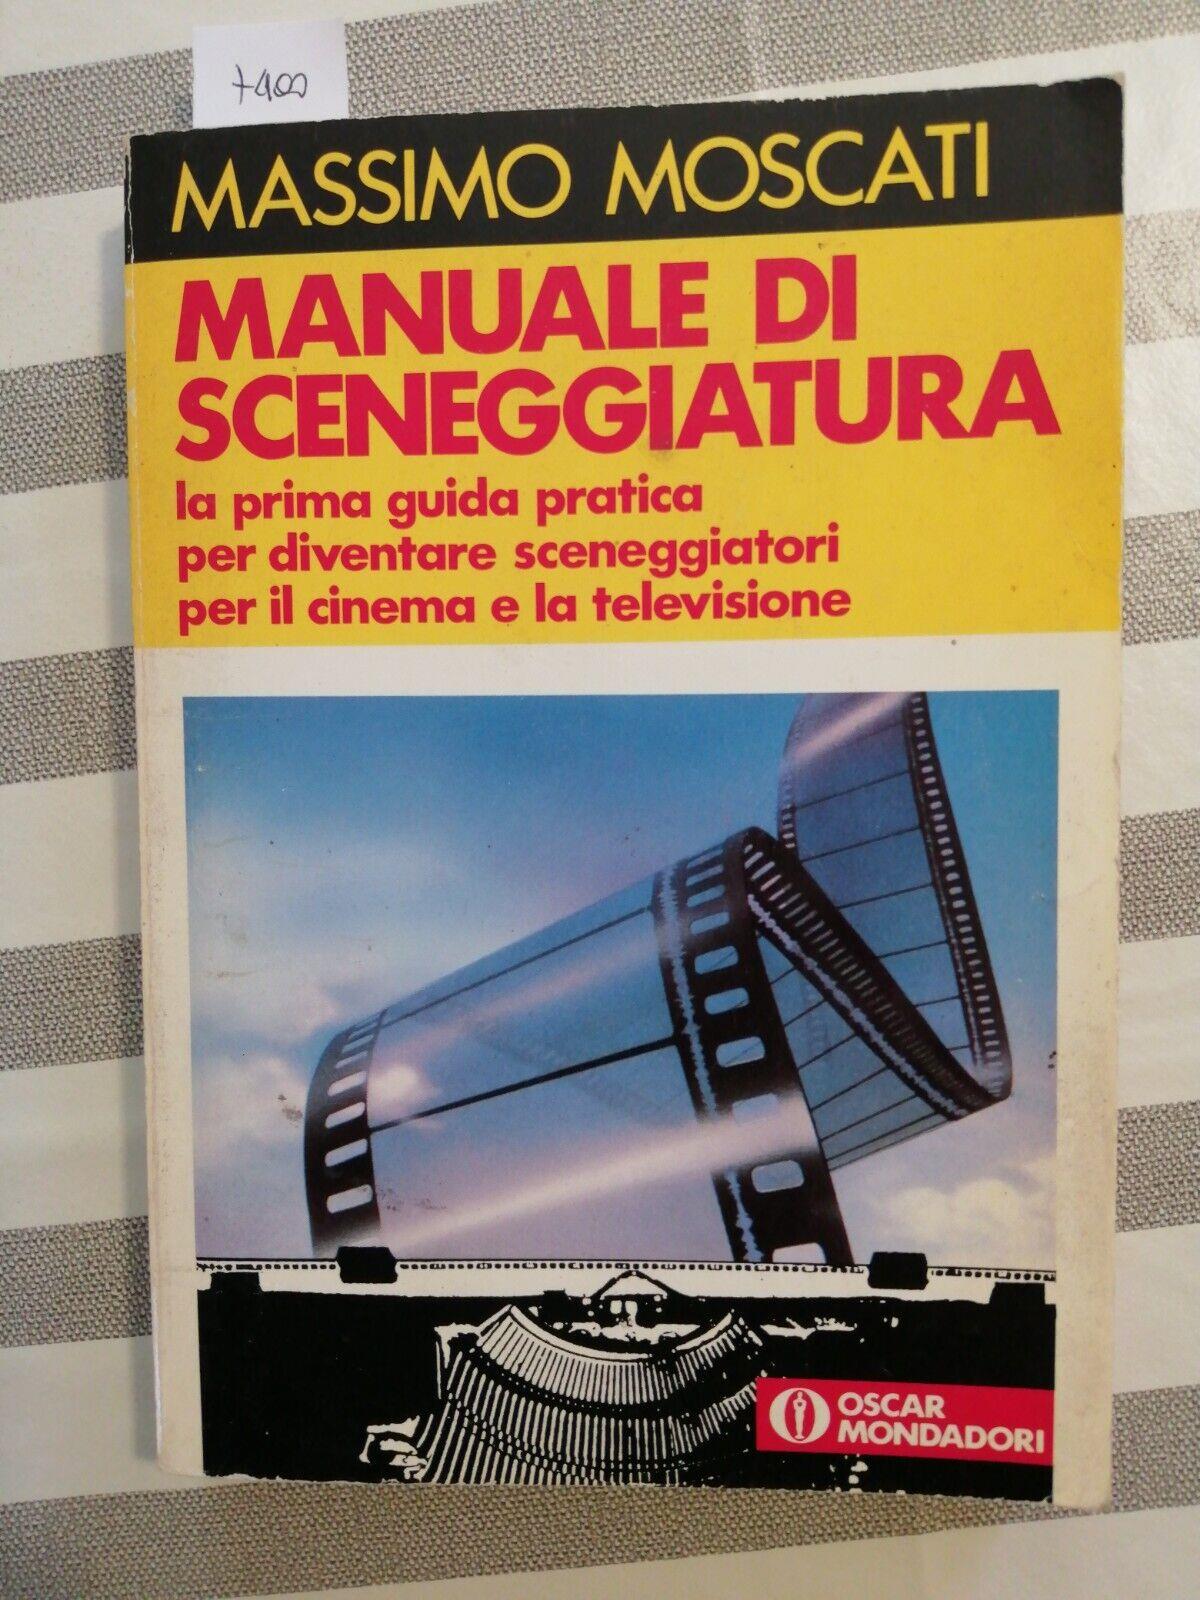 7400
MASSIMO MOSCATI
MANUALE DI
SCENEGGIATURA
la prima guida pratica
per diventare sceneggiatori
per il cinema e la televisione
OSCAR
MONDADORI